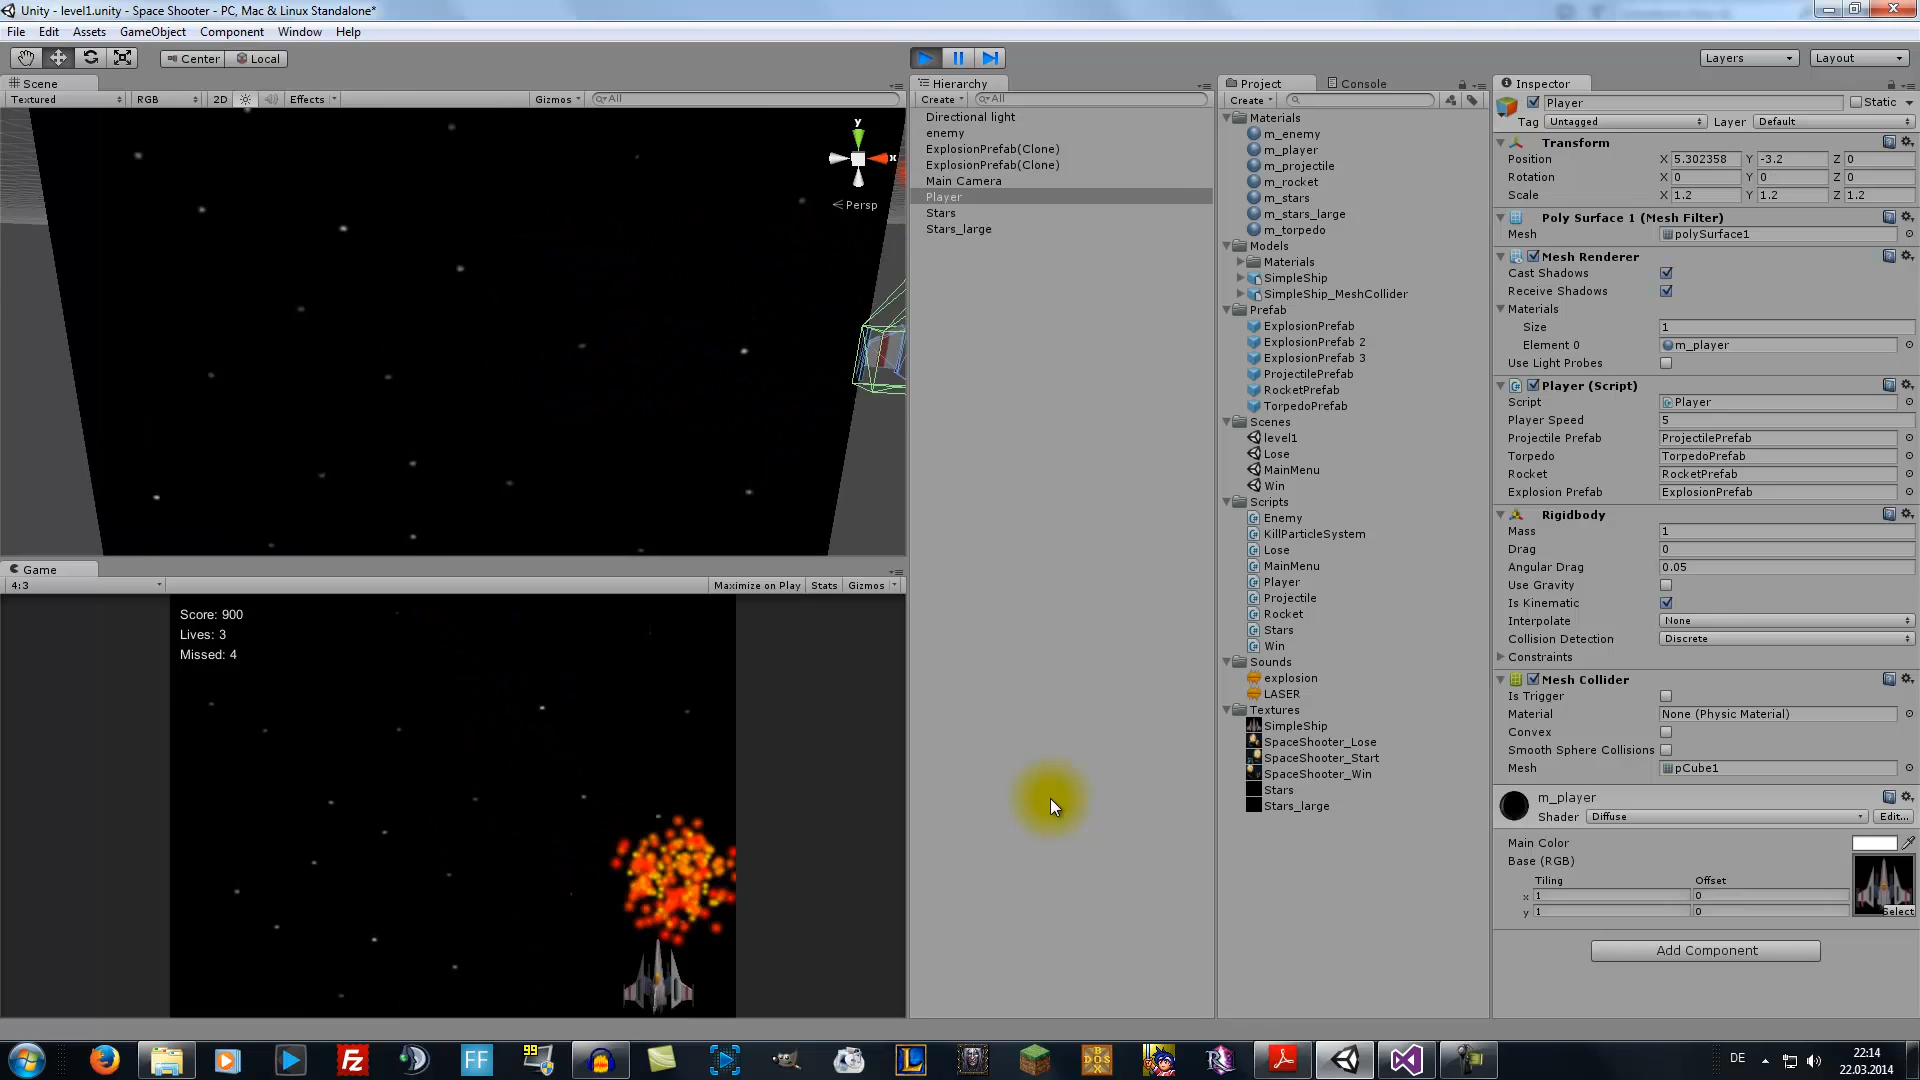 Unity - level1.unity - Space Shooter - PC, Mac & Linux Standalone*
File Edit Assets GameObject Component Window Help
Center Local Layers Layout
Scene
Textured RGB 2D Effects Gizmos All
y
x
Persp
Game
4:3 Maximize on Play Stats Gizmos
Score: 900
Lives: 3
Missed: 4
Hierarchy
Create All
Directional light
enemy
ExplosionPrefab(Clone)
ExplosionPrefab(Clone)
Main Camera
Player
Stars
Stars_large
Project Console
Create
Materials
m_enemy
m_player
m_projectile
m_rocket
m_stars
m_stars_large
m_torpedo
Models
Materials
SimpleShip
SimpleShip_MeshCollider
Prefab
ExplosionPrefab
ExplosionPrefab 2
ExplosionPrefab 3
ProjectilePrefab
RocketPrefab
TorpedoPrefab
Scenes
level1
Lose
MainMenu
Win
Scripts
Enemy
KillParticleSystem
Lose
MainMenu
Player
Projectile
Rocket
Stars
Win
Sounds
explosion
LASER
Textures
SimpleShip
SpaceShooter_Lose
SpaceShooter_Start
SpaceShooter_Win
Stars
Stars_large
Inspector
Player Static
Tag Untagged Layer Default
Transform
Position X 5.302358 Y -3.2 Z 0
Rotation X 0 Y 0 Z 0
Scale X 1.2 Y 1.2 Z 1.2
Poly Surface 1 (Mesh Filter)
Mesh polySurface1
Mesh Renderer
Cast Shadows
Receive Shadows
Materials
Size 1
Element 0 m_player
Use Light Probes
Player (Script)
Script Player
Player Speed 5
Projectile Prefab ProjectilePrefab
Torpedo TorpedoPrefab
Rocket RocketPrefab
Explosion Prefab ExplosionPrefab
Rigidbody
Mass 1
Drag 0
Angular Drag 0.05
Use Gravity
Is Kinematic
Interpolate None
Collision Detection Discrete
Constraints
Mesh Collider
Is Trigger
Material None (Physic Material)
Convex
Smooth Sphere Collisions
Mesh pCube1
m_player
Shader Diffuse Edit...
Main Color
Base (RGB)
Tiling Offset
x 1 0
y 1 0
Select
Add Component
Fz FF 99 L DOS BOX R
DE 22:14
22.03.2014